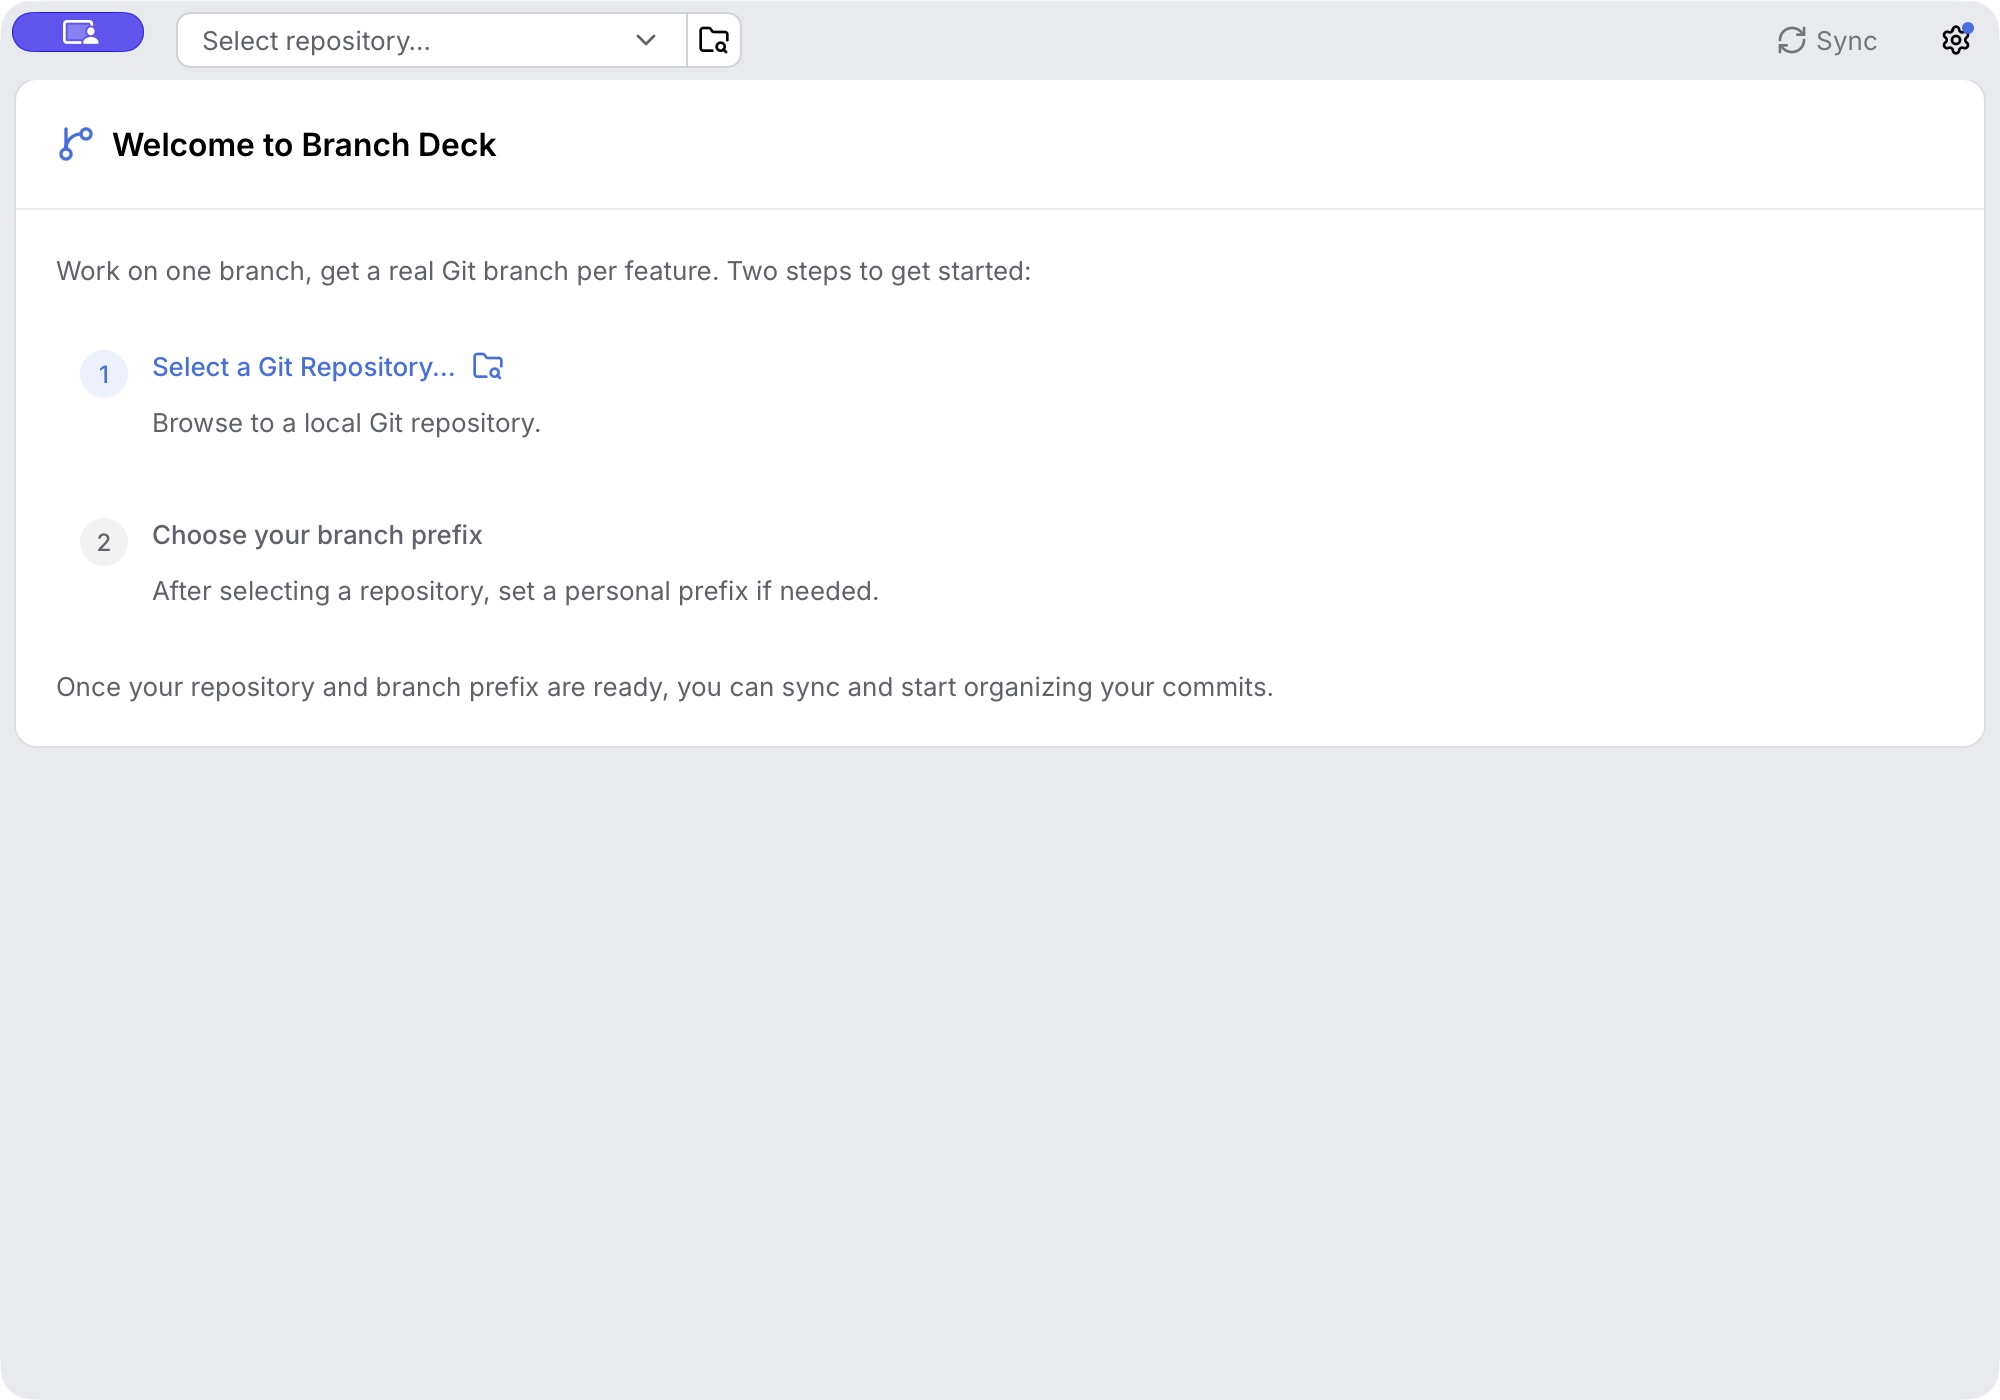 Select repository...
Sync
Welcome to Branch Deck
Work on one branch, get a real Git branch per feature. Two steps to get started:
1
Select a Git Repository...
Browse to a local Git repository.
2
Choose your branch prefix
After selecting a repository, set a personal prefix if needed.
Once your repository and branch prefix are ready, you can sync and start organizing your commits.